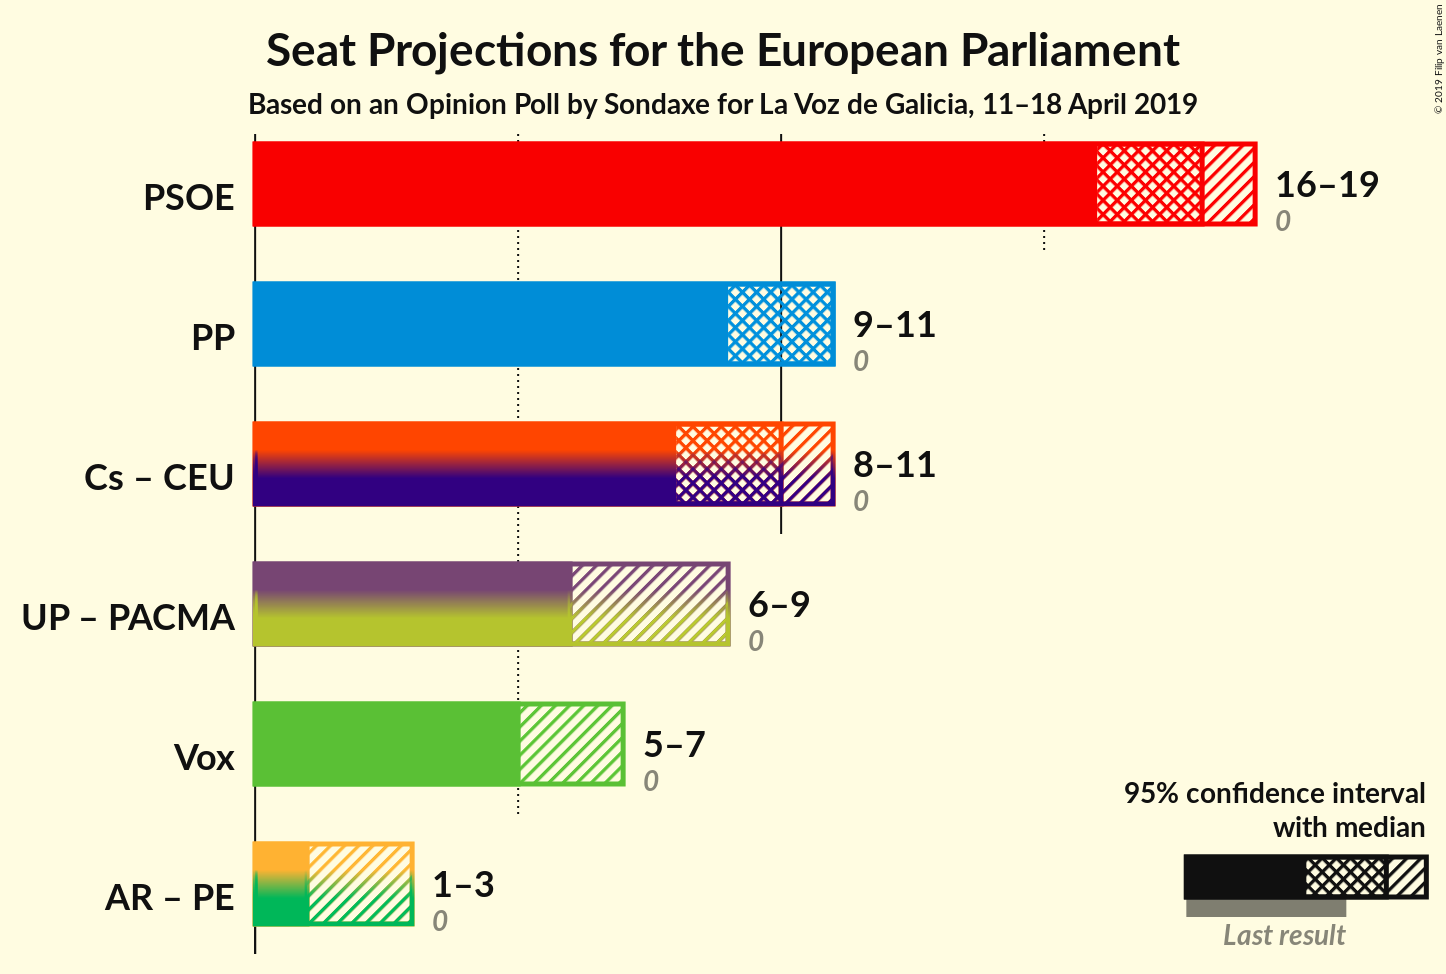 Seat Projections for the European Parliament
Based on an Opinion Poll by Sondaxe for La Voz de Galicia, 11–18 April 2019
© 2019 Filip van Laenen
PSOE
16–19
0
PP
9–11
0
Cs – CEU
8–11
0
UP – PACMA
6–9
0
Vox
5–7
0
AR – PE
1–3
0
95% confidence interval
with median
Last result